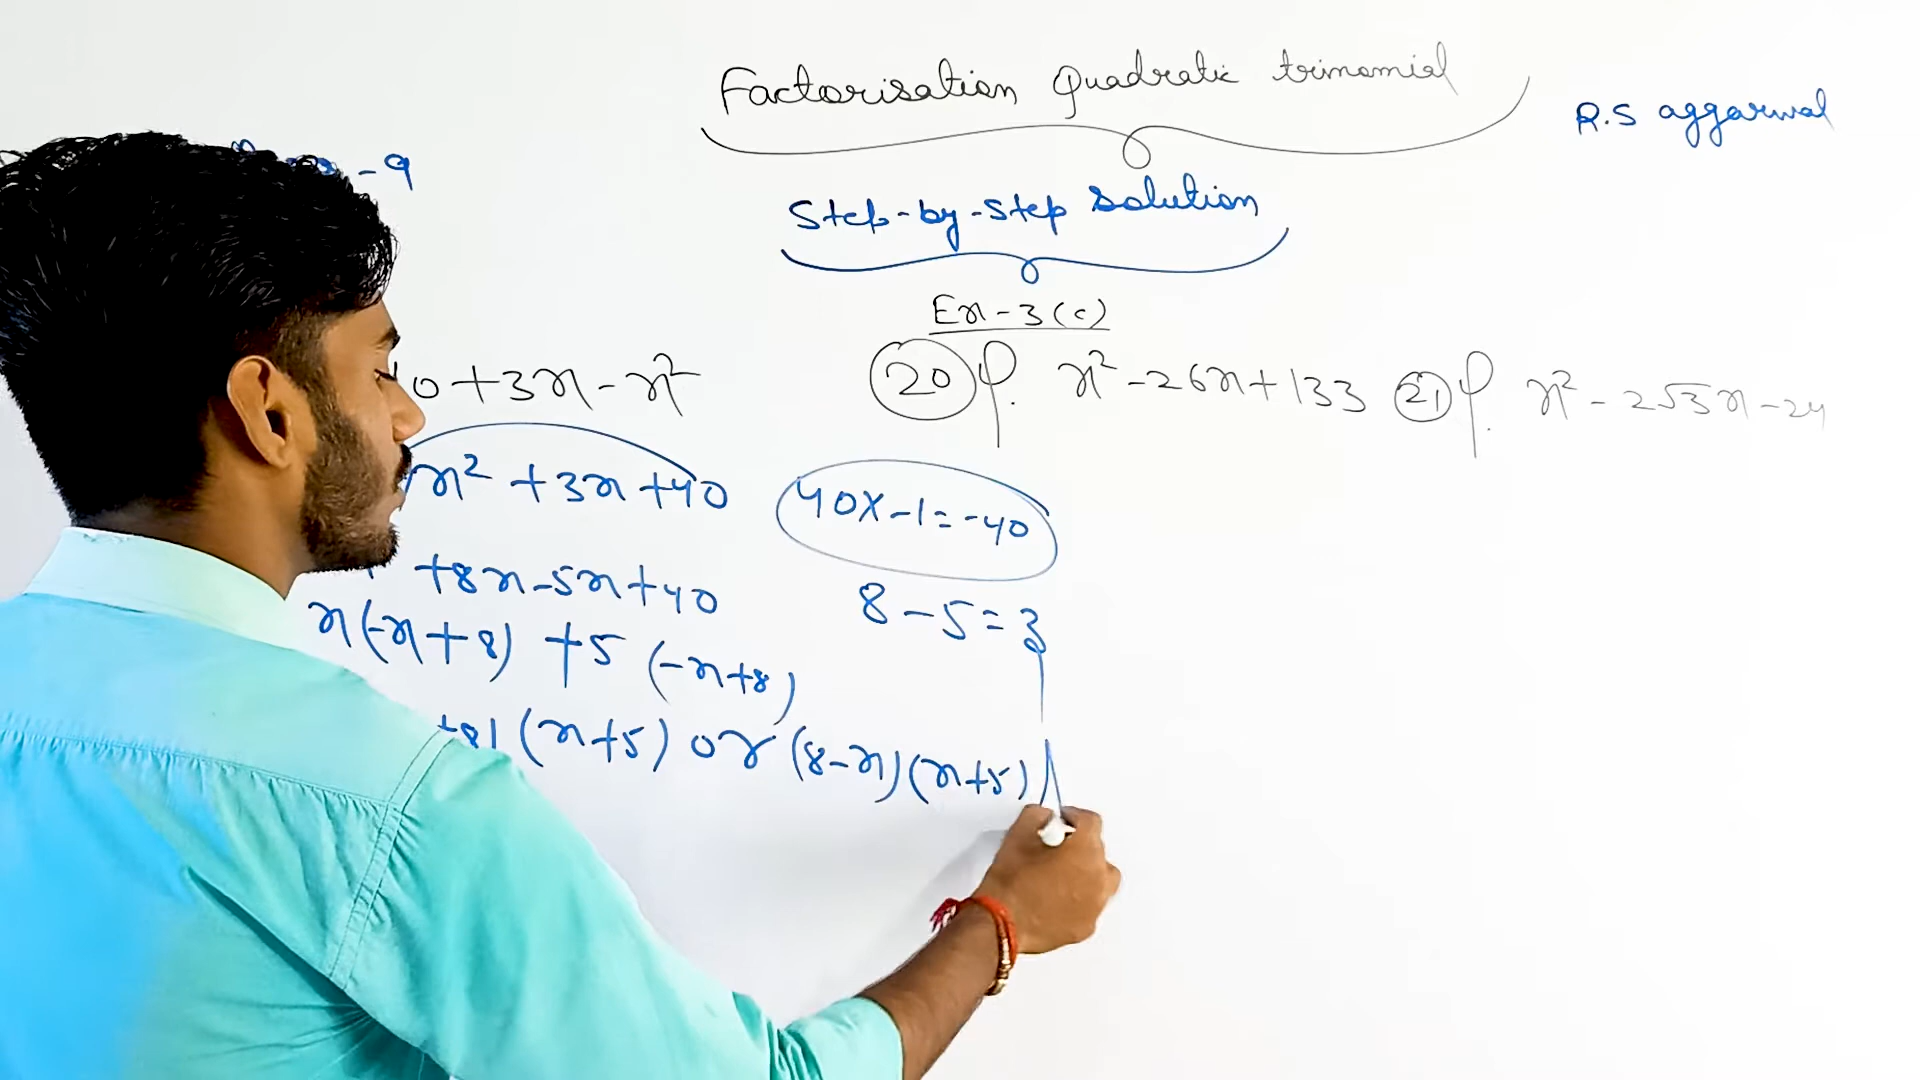 Factorisation Quadratic trinomial
R.S aggarwal
- 9
Step-by-step Solution
Ex-3(c)
40 + 3x - x²
20 x² - 26x + 133
21 x² - 2√3x - 24
x² + 3x + 40
40x-1 = -40
+8x - 5x + 40
8 - 5 = 3
x(-x + 8) + 5 (-x + 8)
+8) (x + 5) or (8 - x) (x + 5)